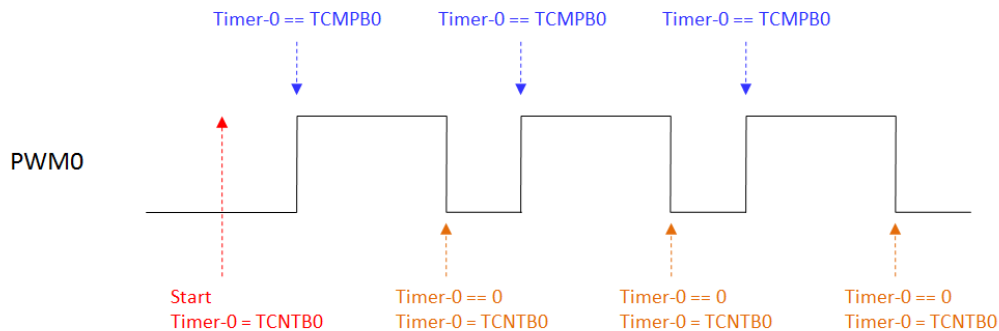 Timer-0 == TCMPB0 Timer-0 == TCMPB0 Timer-0 == TCMPB0
PWM0
Start Timer-0 == 0 Timer-0 == 0 Timer-0 == 0
Timer-0 = TCNTB0 Timer-0 = TCNTB0 Timer-0 = TCNTB0 Timer-0 = TCNTB0